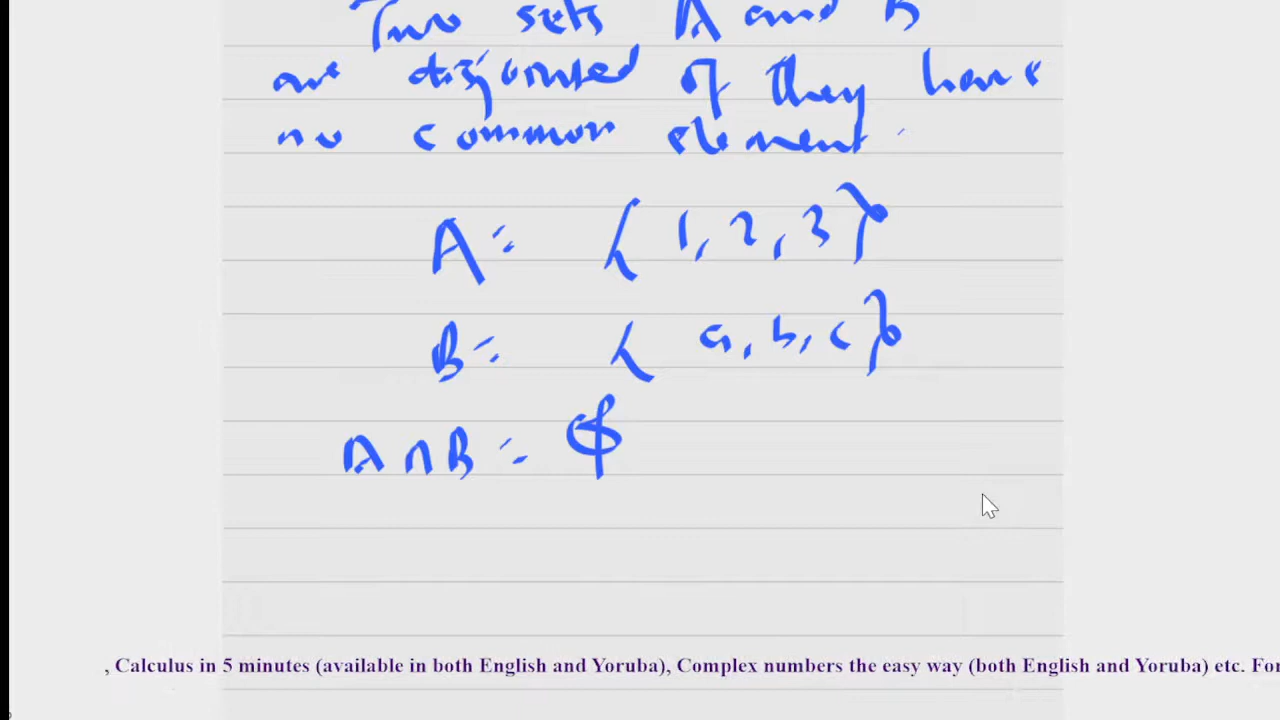 Two sets A and B
are disjointed if they have
no common element.
A = { 1, 2, 3 }
B = { a, b, c }
A ∩ B = ϕ
, Calculus in 5 minutes (available in both English and Yoruba), Complex numbers the easy way (both English and Yoruba) etc. For